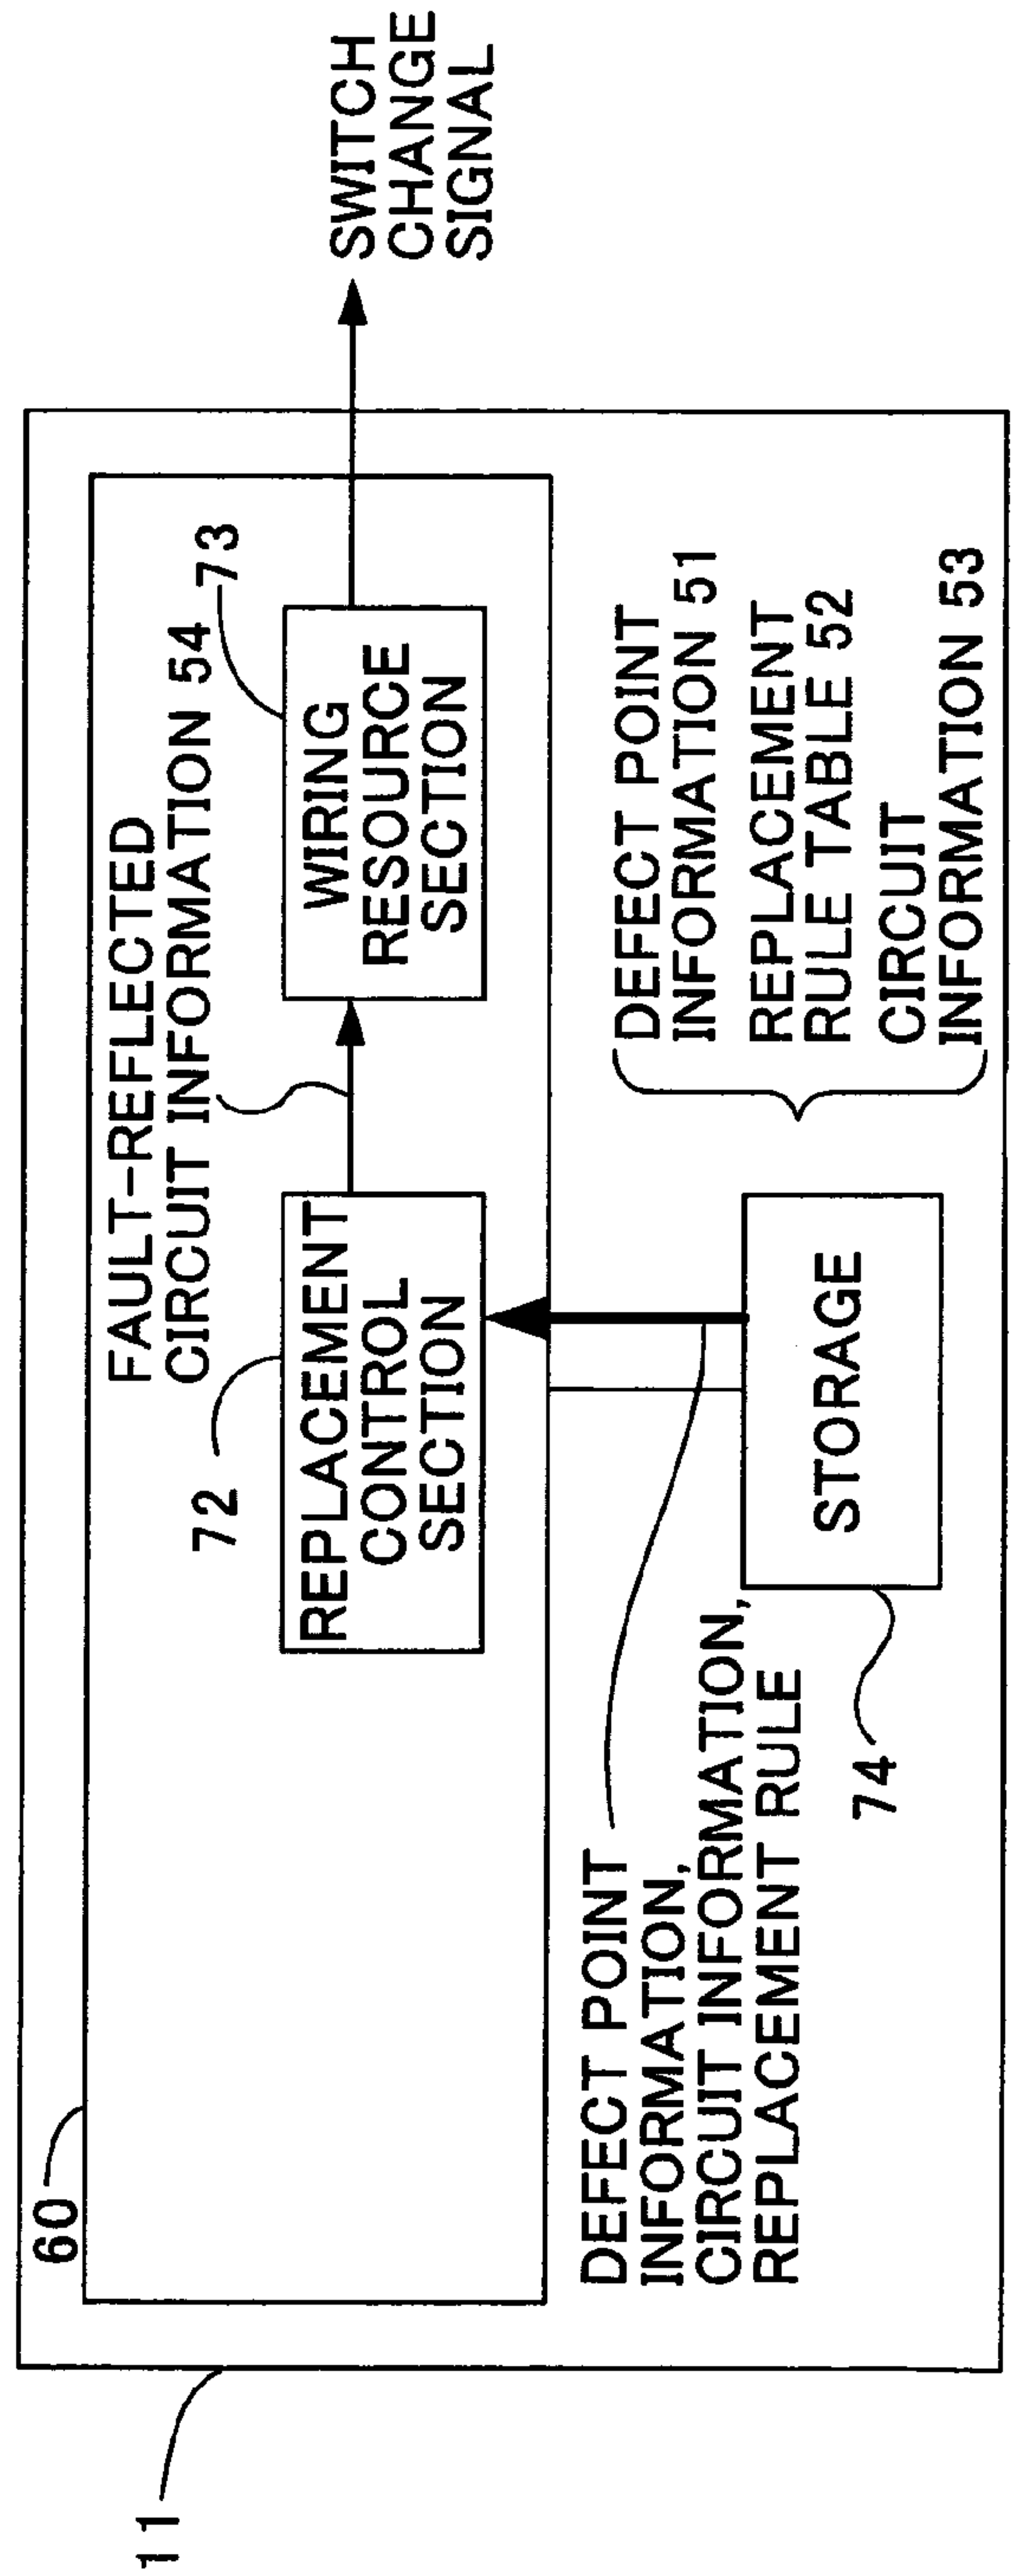 11
60
FAULT-REFLECTED
CIRCUIT INFORMATION 54
72
73
REPLACEMENT
CONTROL
SECTION
WIRING
RESOURCE
SECTION
SWITCH
CHANGE
SIGNAL
DEFECT POINT
INFORMATION,
CIRCUIT INFORMATION,
REPLACEMENT RULE
74
STORAGE
DEFECT POINT
INFORMATION 51
REPLACEMENT
RULE TABLE 52
CIRCUIT
INFORMATION 53